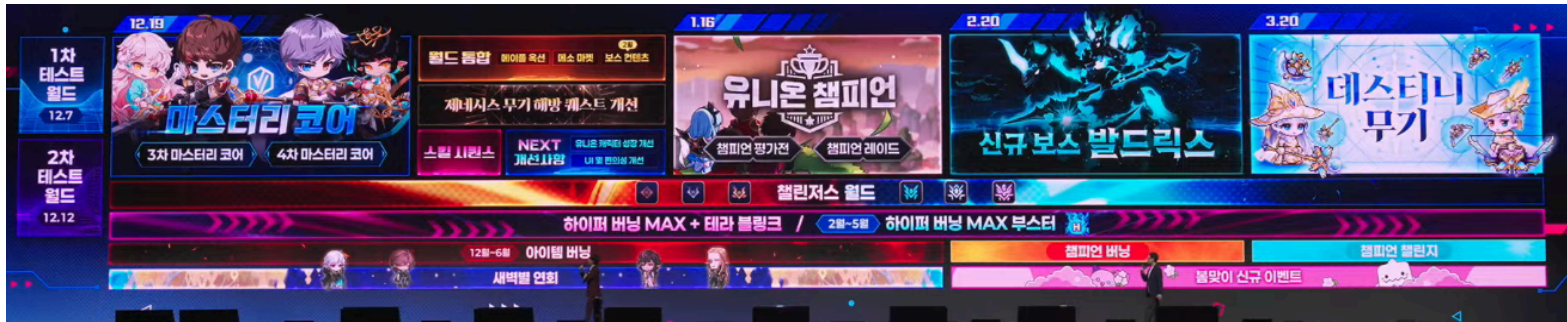 1차
테스트
월드
12.7
2차
테스트
월드
12.12
12.19
마스터리 코어
3차 마스터리 코어
4차 마스터리 코어
월드 통합
메이플 옥션
메소 마켓
2월
보스 컨텐츠
제네시스 무기 해방 퀘스트 개선
스킬 시퀀스
NEXT
개선사항
유니온 캐릭터 성장 개선
UI 및 편의성 개선
1.16
유니온 챔피언
챔피언 평가전
챔피언 레이드
2.20
신규 보스 발드릭스
3.20
데스티니
무기
챌린저스 월드
하이퍼 버닝 MAX + 테라 블링크 / 2월~5월 하이퍼 버닝 MAX 부스터
H
12월~6월 아이템 버닝
챔피언 버닝
챔피언 챌린지
새벽별 연회
봄맞이 신규 이벤트